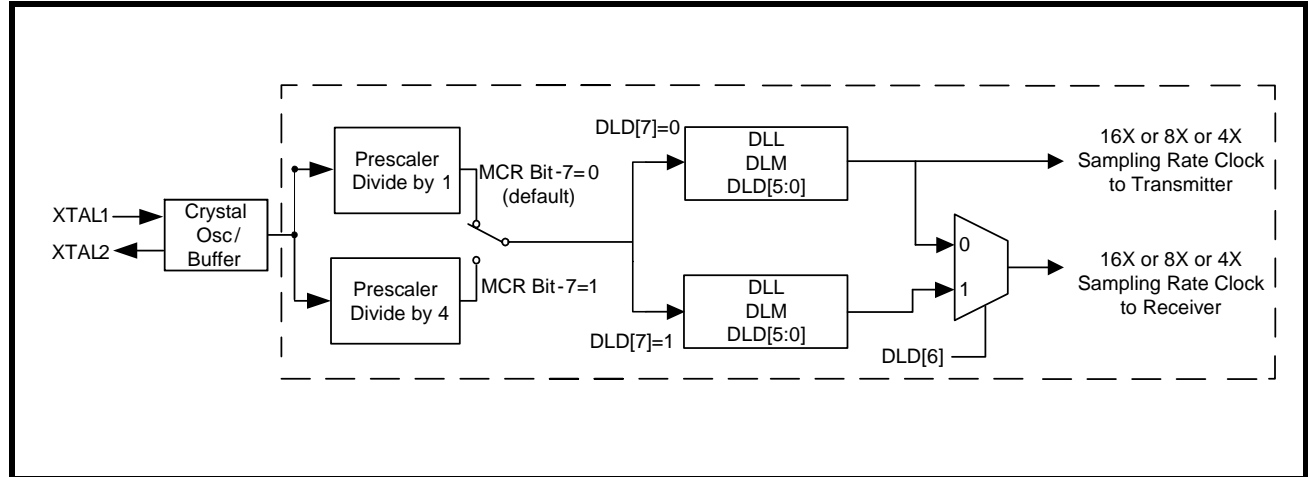 XTAL1
XTAL2
Crystal
Osc/
Buffer
Prescaler
Divide by 1
Prescaler
Divide by 4
MCR Bit-7=0
(default)
MCR Bit-7=1
DLD[7]=0
DLL
DLM
DLD[5:0]
DLD[7]=1
DLL
DLM
DLD[5:0]
0
1
DLD[6]
16X or 8X or 4X
Sampling Rate Clock
to Transmitter
16X or 8X or 4X
Sampling Rate Clock
to Receiver